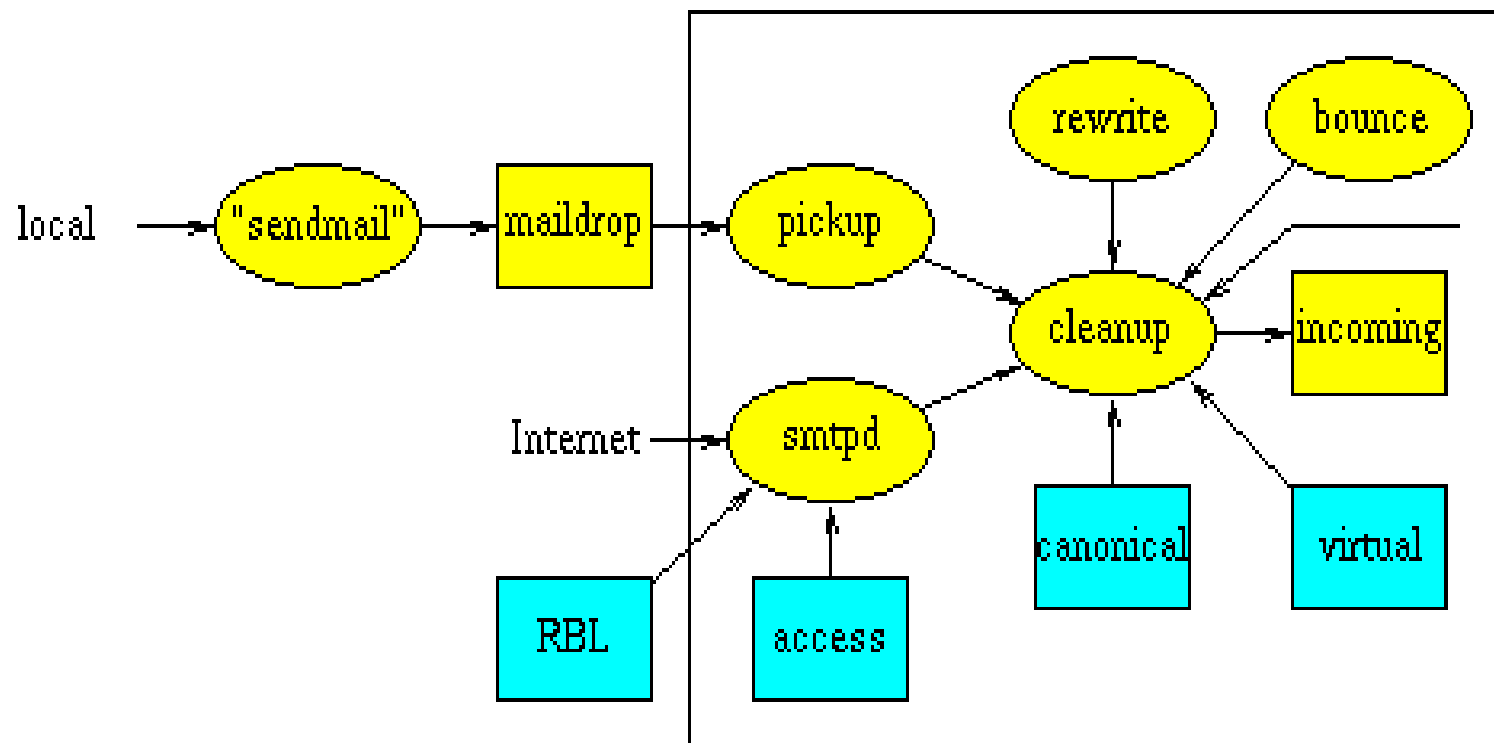 rewrite
bounce
local
"sendmail"
maildrop
pickup
cleanup
incoming
Internet
smtpd
canonical
virtual
RBL
access